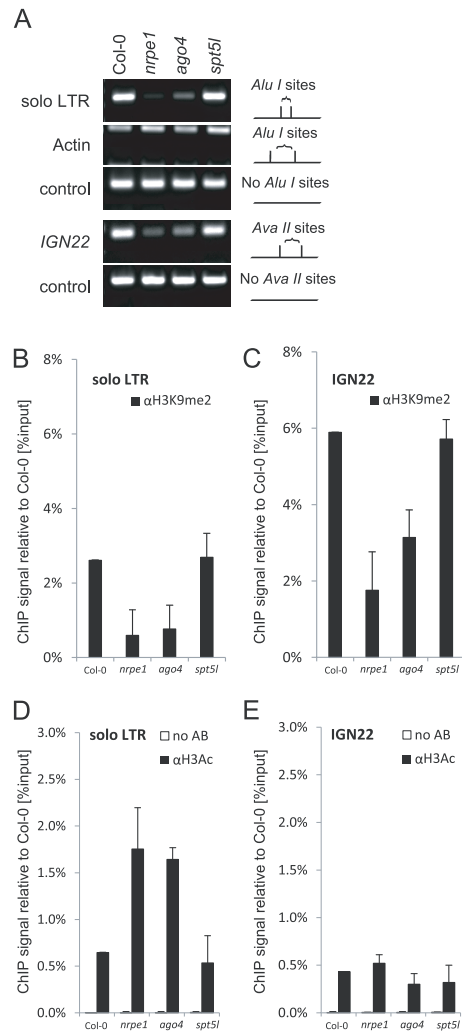 A
Col-0 nrpe1 ago4 spt5l
solo LTR
Alu I sites
Actin
Alu I sites
control
No Alu I sites
IGN22
Ava II sites
control
No Ava II sites
B
solo LTR
αH3K9me2
ChIP signal relative to Col-0 [%input]
8%
6%
4%
2%
0%
Col-0 nrpe1 ago4 spt5l
C
IGN22
αH3K9me2
ChIP signal relative to Col-0 [%input]
8%
6%
4%
2%
0%
Col-0 nrpe1 ago4 spt5l
D
solo LTR
no AB
αH3Ac
ChIP signal relative to Col-0 [%input]
3.0%
2.5%
2.0%
1.5%
1.0%
0.5%
0.0%
Col-0 nrpe1 ago4 spt5l
E
IGN22
no AB
αH3Ac
ChIP signal relative to Col-0 [%input]
3.0%
2.5%
2.0%
1.5%
1.0%
0.5%
0.0%
Col-0 nrpe1 ago4 spt5l